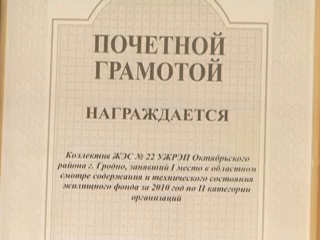 ПОЧЕТНОЙ
ГРАМОТОЙ
НАГРАЖДАЕТСЯ
Коллектив ЖЭС № 22 УЖРЭП Октябрьского
района г. Гродно, занявший I место в областном
смотре содержания и технического состояния
жилищного фонда за 2010 год по II категории
организаций